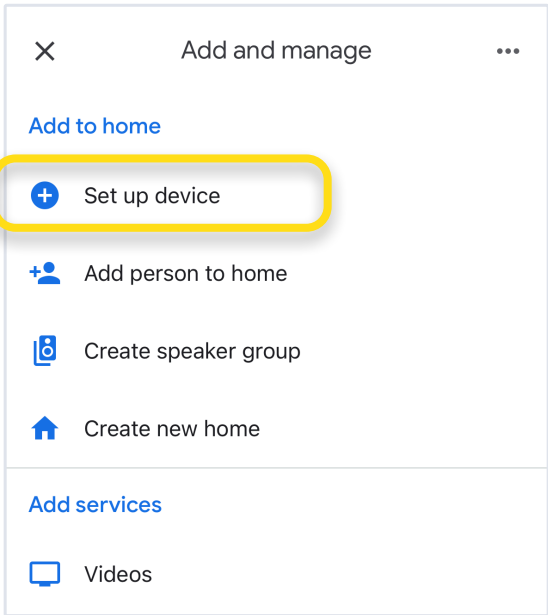 Add and manage
Add to home
Set up device
Add person to home
Create speaker group
Create new home
Add services
Videos